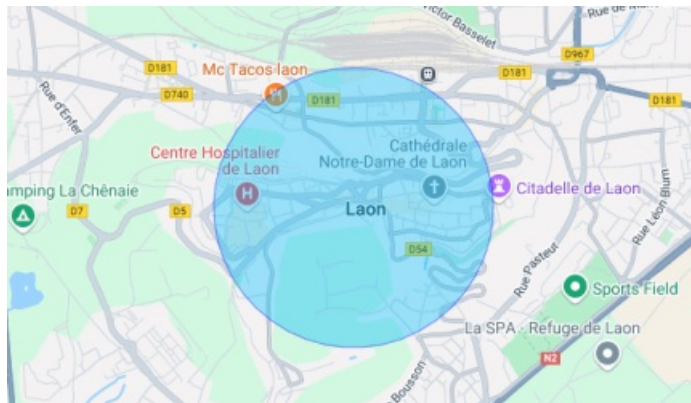 Victor Basselet
Rue de
D181
D967
Mc Tacos laon
D181
D740
D181
D181
Rue d'Enfer
Cathédrale
Notre-Dame de Laon
Centre Hospitalier
de Laon
amping La Chênaie
H
Citadelle de Laon
D7
D5
Laon
Rue Léon Blum
D54
Rue Pasteur
Sports Field
La SPA - Refuge de Laon
N2
Bousson